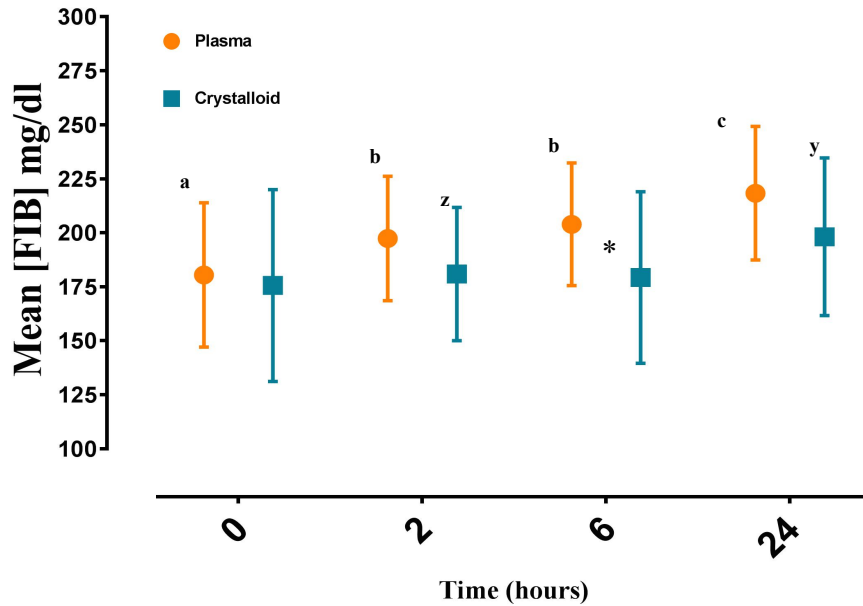 Mean [FIB] mg/dl
300
275
250
225
200
175
150
125
100
Plasma
Crystalloid
a
b
z
b
*
c
y
0
2
6
24
Time (hours)